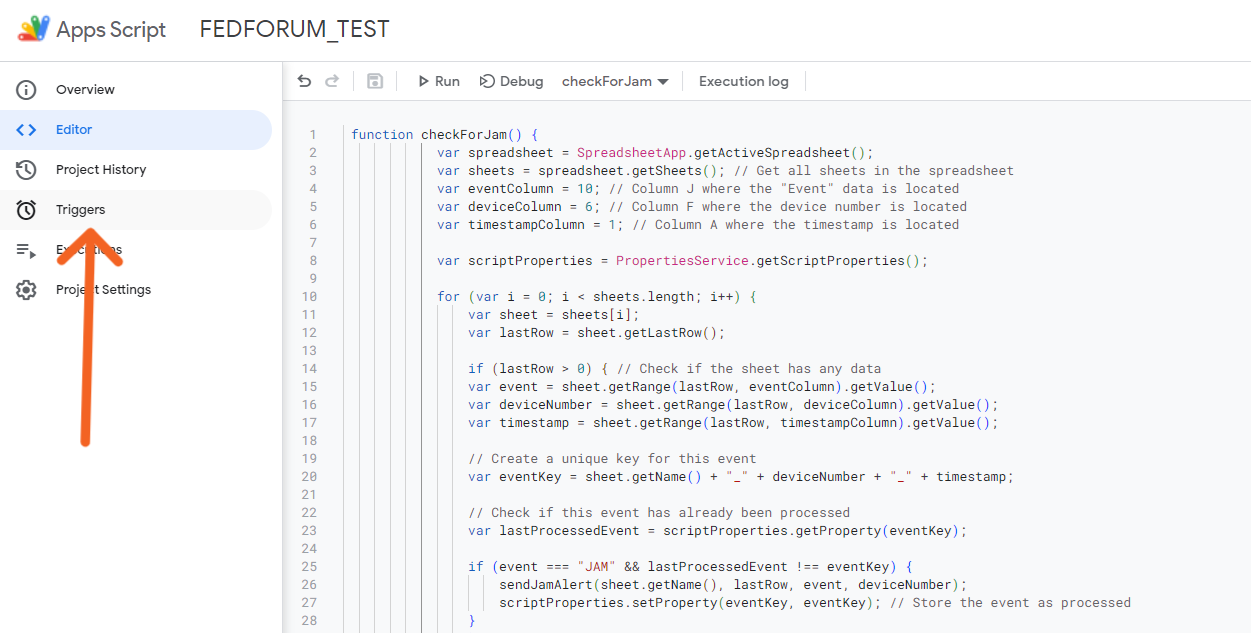 Apps Script FEDFORUM_TEST
Overview
Editor
Project History
Triggers
Executions
Project Settings
Run Debug checkForJam Execution log
1 function checkForJam() {
2 var spreadsheet = SpreadsheetApp.getActiveSpreadsheet();
3 var sheets = spreadsheet.getSheets(); // Get all sheets in the spreadsheet
4 var eventColumn = 10; // Column J where the "Event" data is located
5 var deviceColumn = 6; // Column F where the device number is located
6 var timestampColumn = 1; // Column A where the timestamp is located
7
8 var scriptProperties = PropertiesService.getScriptProperties();
9
10 for (var i = 0; i < sheets.length; i++) {
11 var sheet = sheets[i];
12 var lastRow = sheet.getLastRow();
13
14 if (lastRow > 0) { // Check if the sheet has any data
15 var event = sheet.getRange(lastRow, eventColumn).getValue();
16 var deviceNumber = sheet.getRange(lastRow, deviceColumn).getValue();
17 var timestamp = sheet.getRange(lastRow, timestampColumn).getValue();
18
19 // Create a unique key for this event
20 var eventKey = sheet.getName() + "_" + deviceNumber + "_" + timestamp;
21
22 // Check if this event has already been processed
23 var lastProcessedEvent = scriptProperties.getProperty(eventKey);
24
25 if (event === "JAM" && lastProcessedEvent !== eventKey) {
26 sendJamAlert(sheet.getName(), lastRow, event, deviceNumber);
27 scriptProperties.setProperty(eventKey, eventKey); // Store the event as processed
28 }